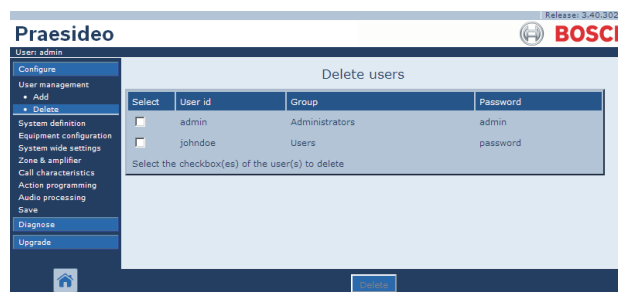 Release: 3.40.302
Praesideo
BOSCH
User: admin
Configure
User management
• Add
• Delete
System definition
Equipment configuration
System wide settings
Zone & amplifier
Call characteristics
Action programming
Audio processing
Save
Diagnose
Upgrade
Delete users
Select User id Group Password
admin Administrators admin
johndoe Users password
Select the checkbox(es) of the user(s) to delete
Delete